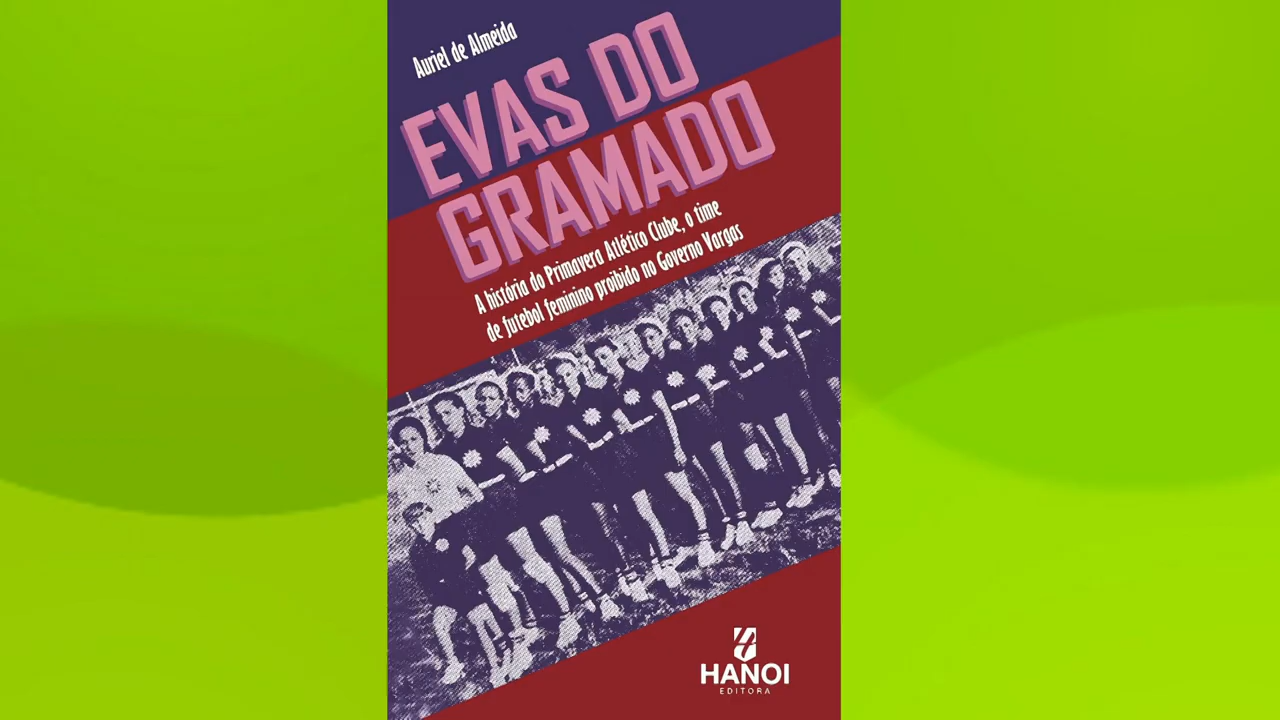 Auriel de Almeida
EVAS DO
GRAMADO
A história do Primavera Atlético Clube, o time
de futebol feminino proibido no Governo Vargas
HANOI
EDITORA